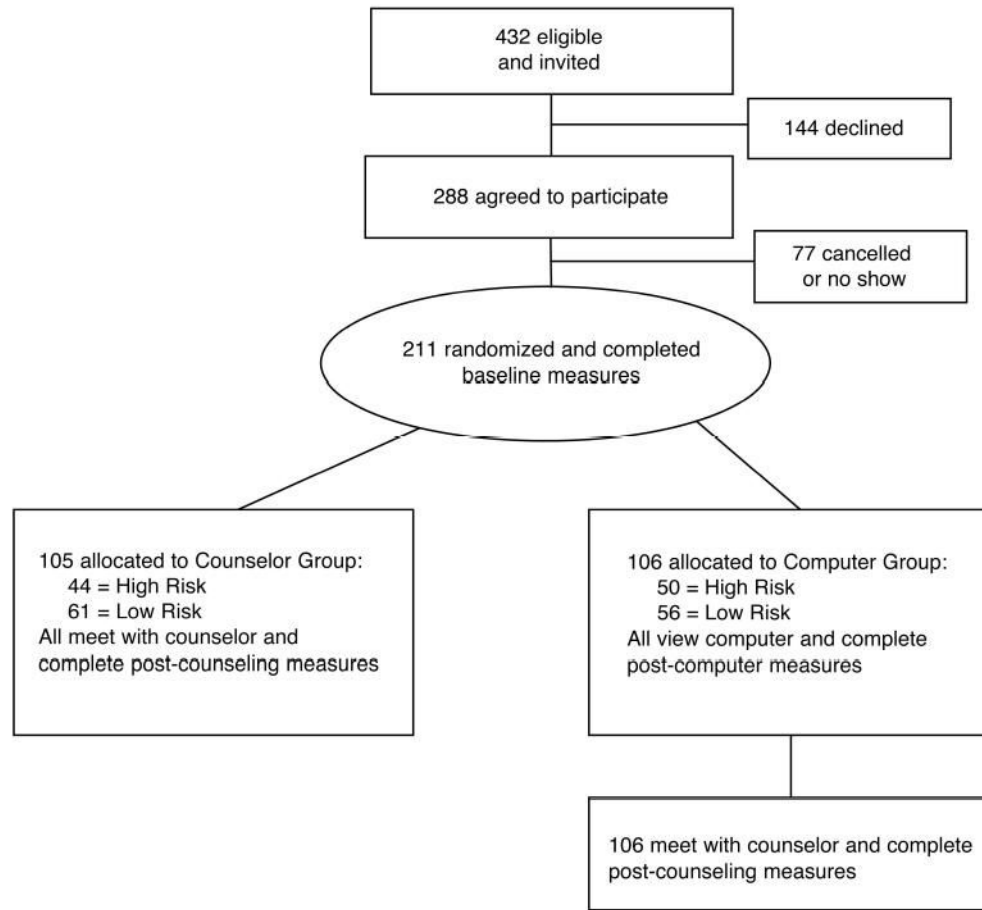 432 eligible
and invited
144 declined
288 agreed to participate
77 cancelled
or no show
211 randomized and completed
baseline measures
105 allocated to Counselor Group:
44 = High Risk
61 = Low Risk
All meet with counselor and
complete post-counseling measures
106 allocated to Computer Group:
50 = High Risk
56 = Low Risk
All view computer and complete
post-computer measures
106 meet with counselor and complete
post-counseling measures